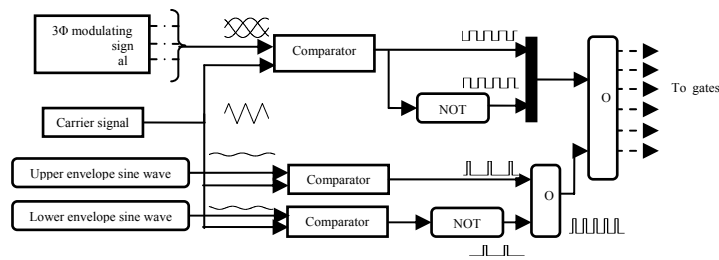 3Φ modulating
sign
al
Comparator
NOT
O
To gates
Carrier signal
Upper envelope sine wave
Comparator
O
Lower envelope sine wave
Comparator
NOT